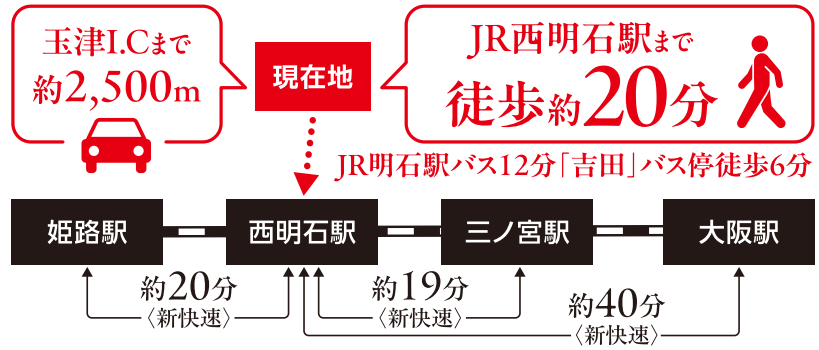 玉津I.Cまで
約2,500m
現在地
JR西明石駅まで
徒歩約20分
JR明石駅バス12分「吉田」バス停徒歩6分
姫路駅
西明石駅
三ノ宮駅
大阪駅
約20分
〈新快速〉
約19分
〈新快速〉
約40分
〈新快速〉